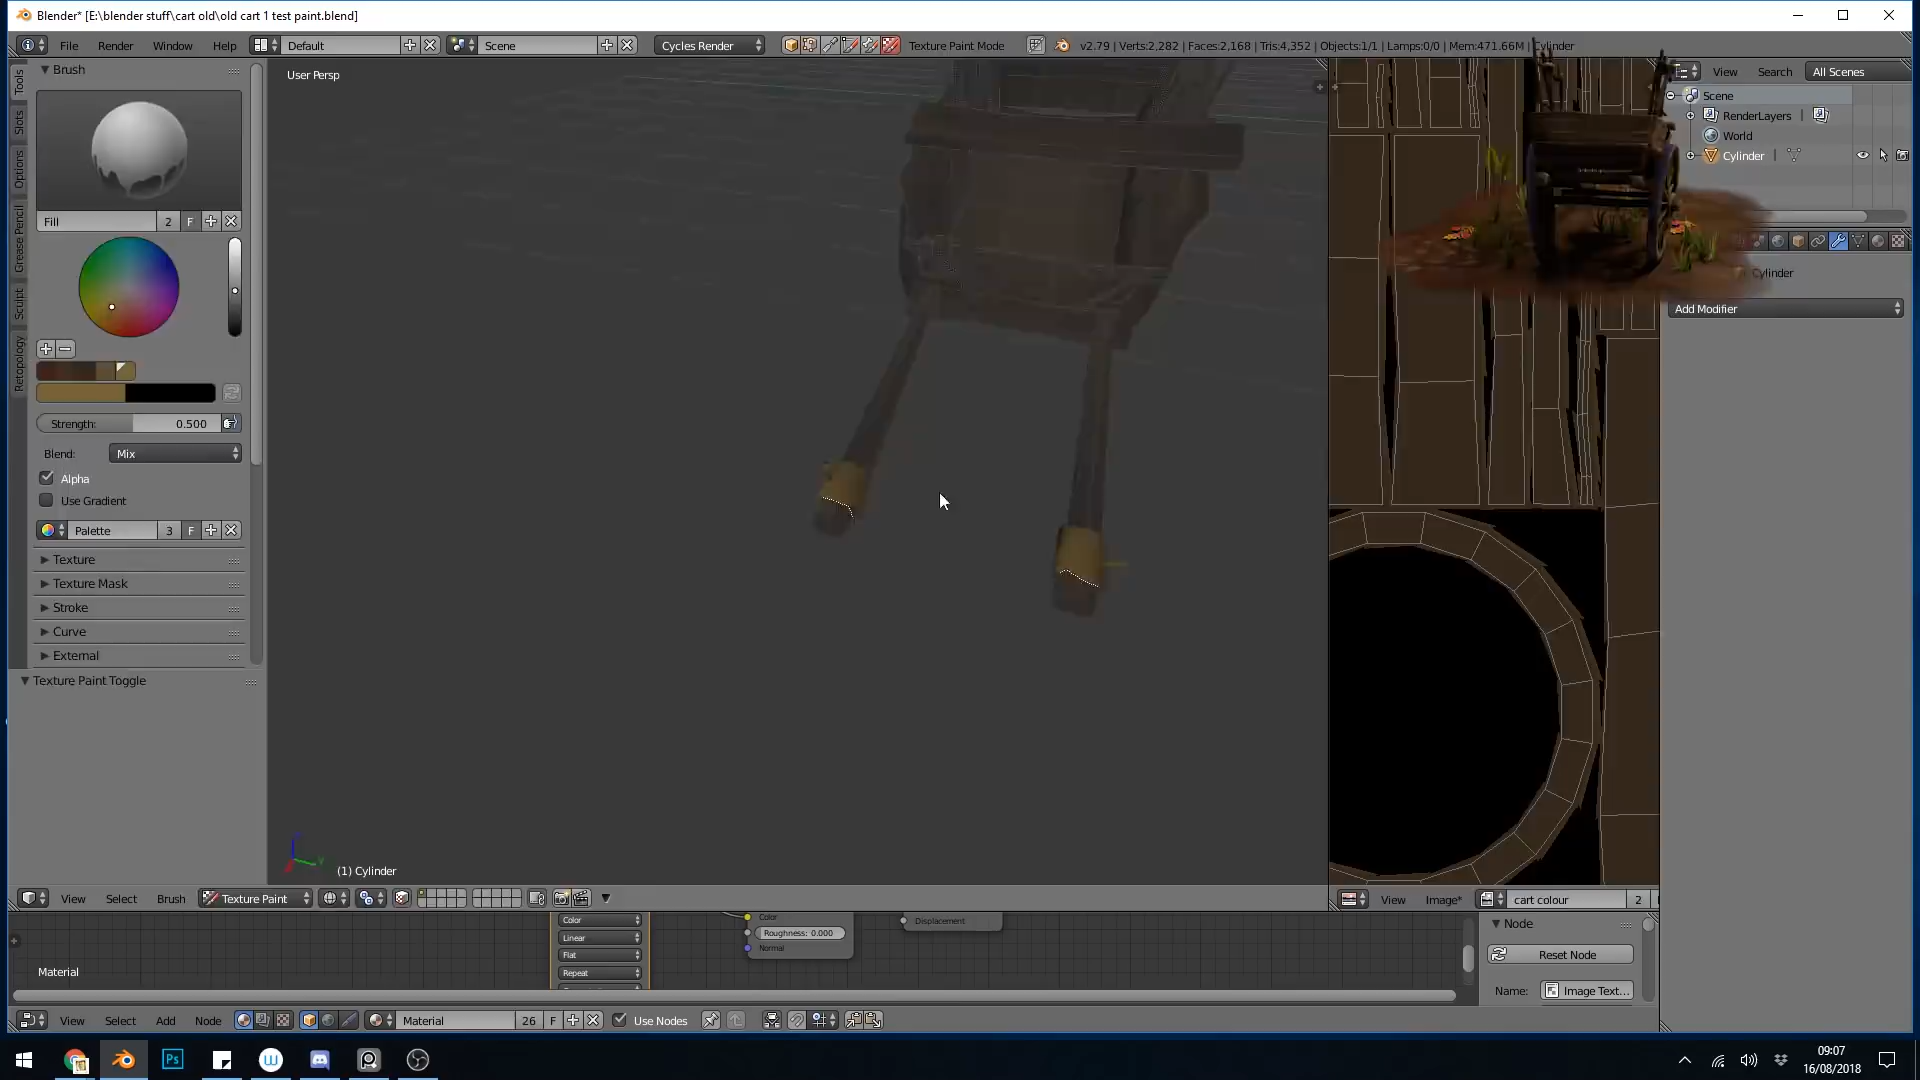 Blender* [E:\blender stuff\cart old\old cart 1 test paint.blend]
File Render Window Help Default Scene Cycles Render Texture Paint Mode v2.79 | Verts:2,282 | Faces:2,168 | Tris:4,352 | Objects:1/1 | Lamps:0/0 | Mem:471.66M | Cylinder
Brush
User Persp
View Search All Scenes
Scene
RenderLayers
World
Cylinder
Tools
Slots
Options
Grease Pencil
Sculpt
Retopology
Fill 2 F
Cylinder
Add Modifier
Strength: 0.500
Blend: Mix
Alpha
Use Gradient
Palette 3 F
Texture
Texture Mask
Stroke
Curve
External
Texture Paint Toggle
(1) Cylinder
View Select Brush Texture Paint
View Image* cart colour 2
Color
Linear
Flat
Repeat
Color
Roughness: 0.000
Normal
Displacement
Material
Node
Reset Node
Name: Image Text...
View Select Add Node Material 26 F Use Nodes
Ps
09:07
16/08/2018